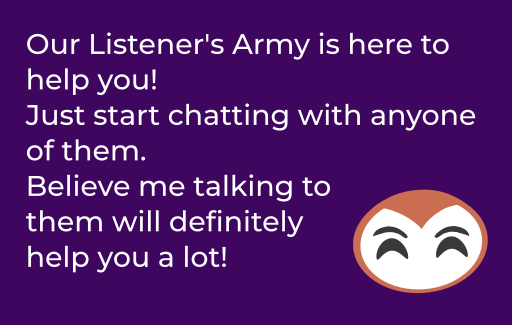 Our Listener's Army is here to
help you!
Just start chatting with anyone
of them.
Believe me talking to
them will definitely
help you a lot!